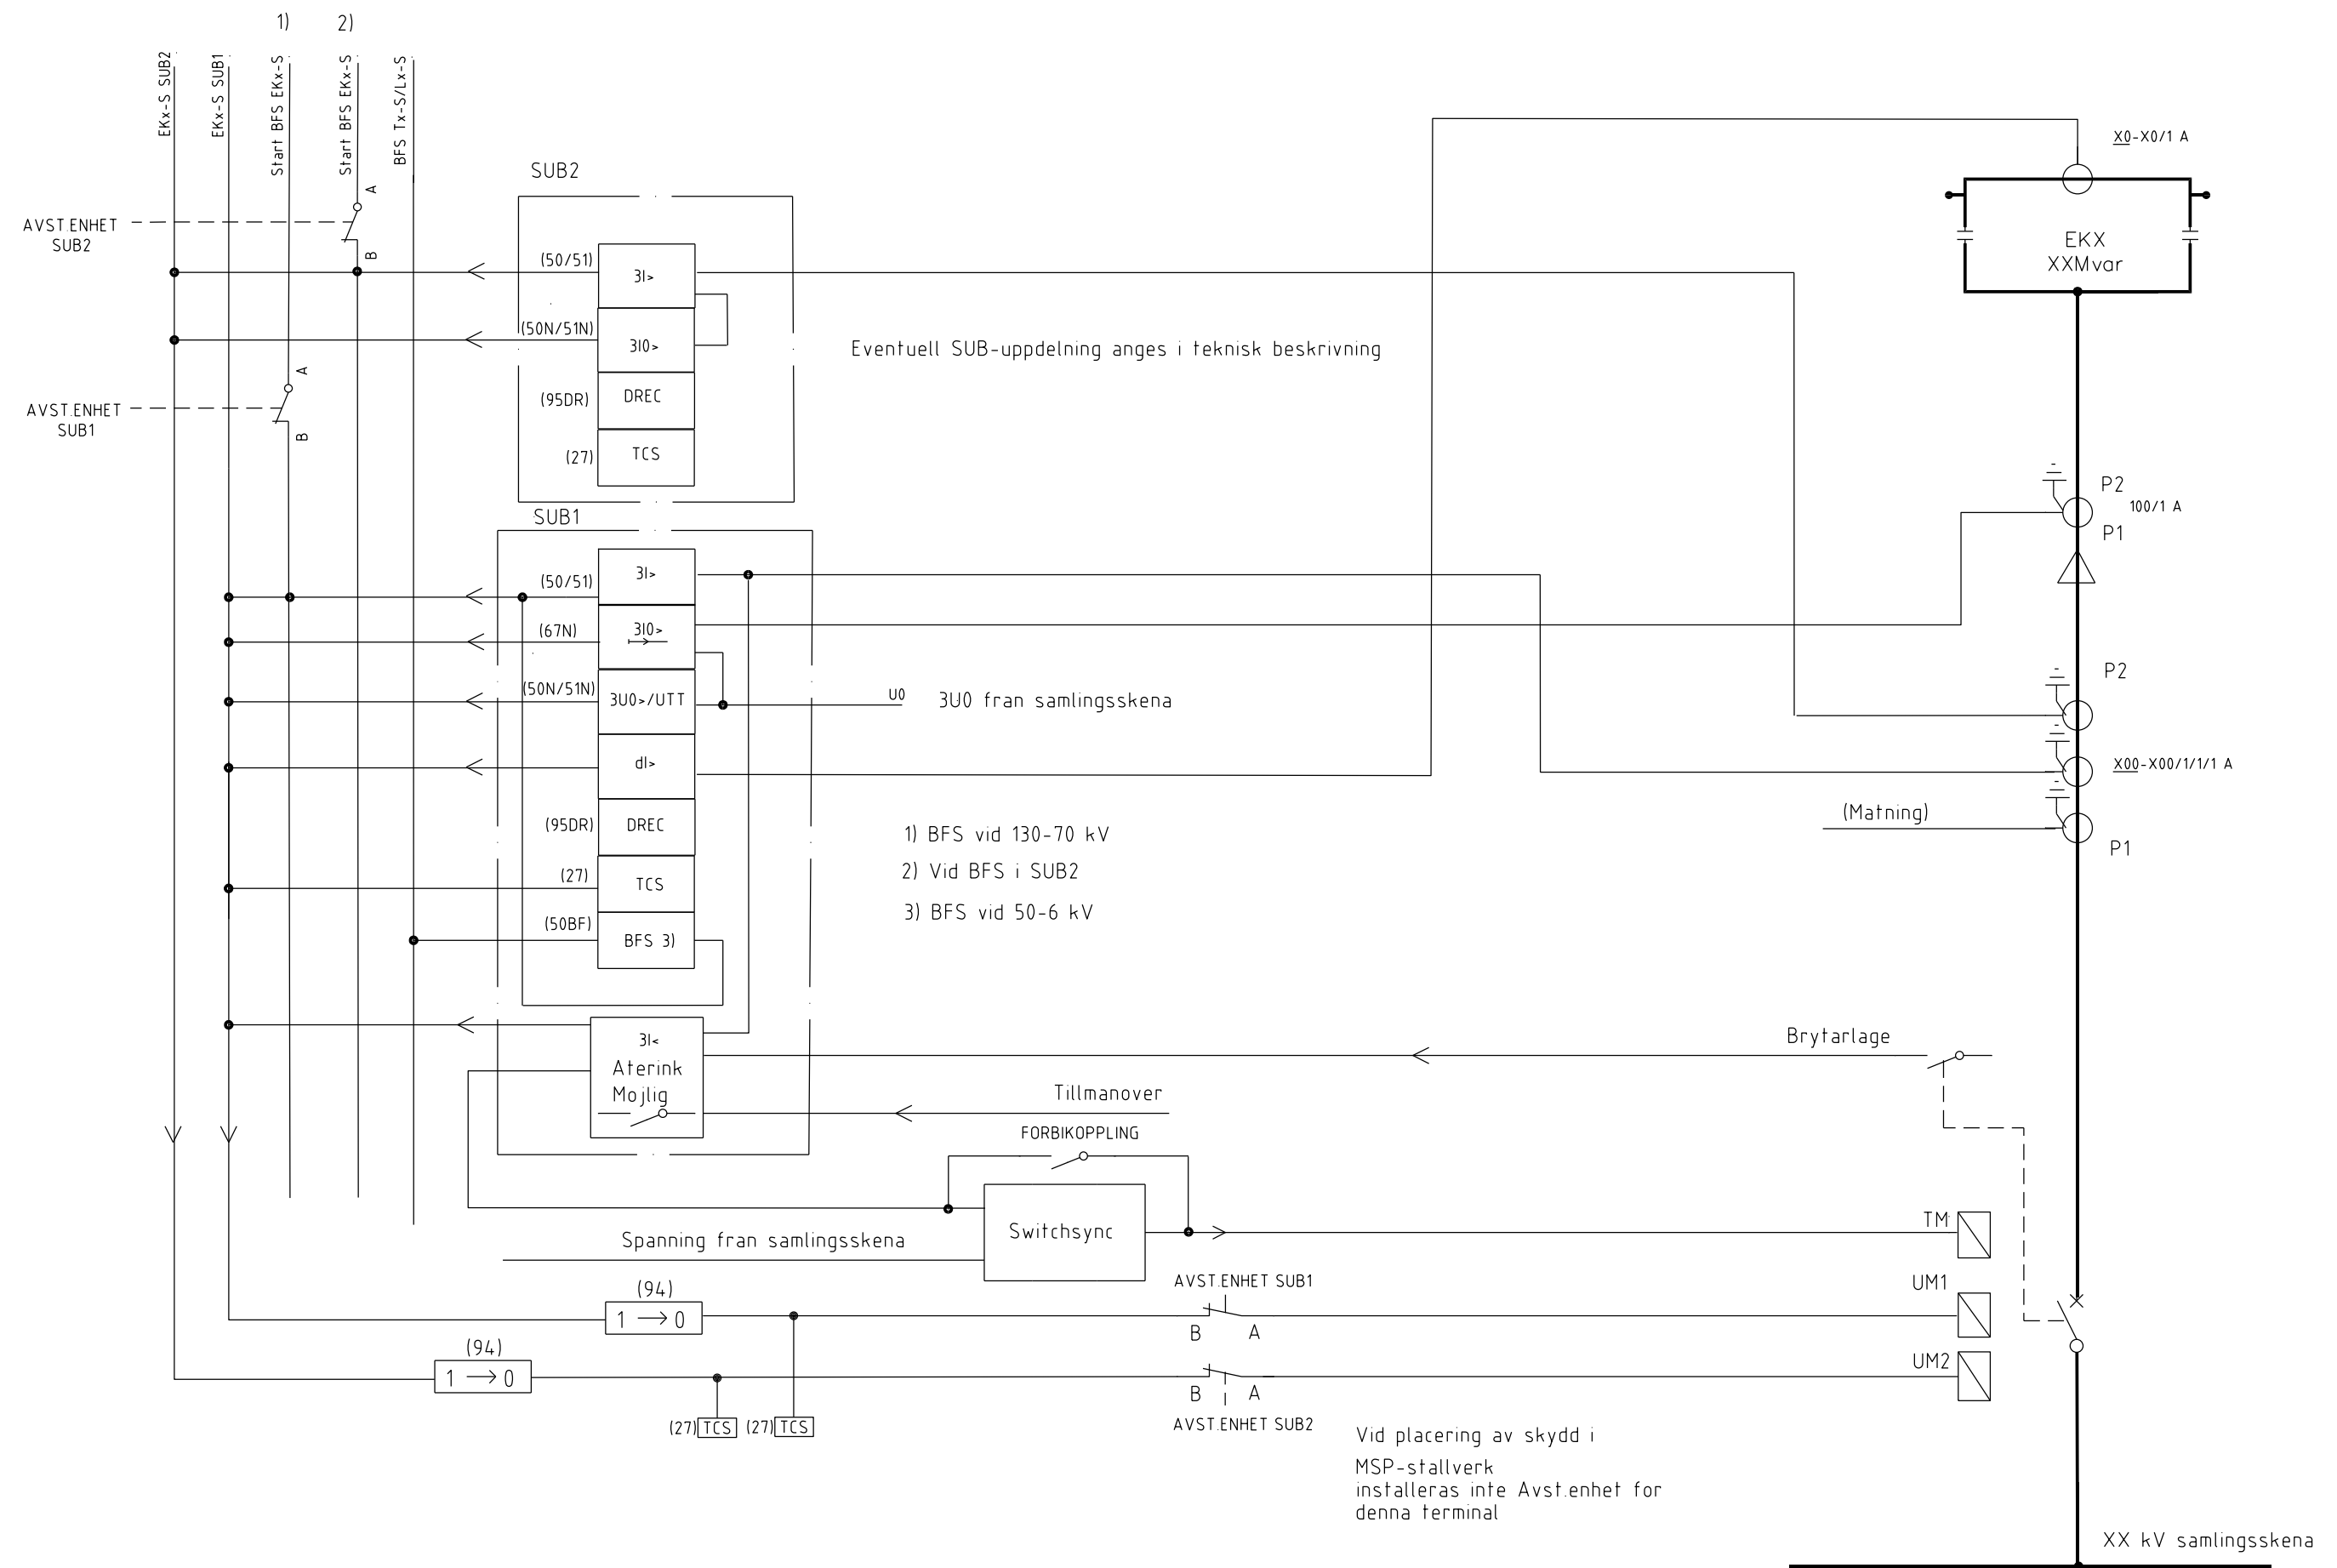 1)
2)
EKx-S SUB2
EKx-S SUB1
Start BFS EKx-S
Start BFS EKx-S
BFS Tx-S/Lx-S
A
B
AVST.ENHET
SUB2
A
B
AVST.ENHET
SUB1
SUB2
(50/51)
3I>
(50N/51N)
3I0>
(95DR)
DREC
(27)
TCS
Eventuell SUB-uppdelning anges i teknisk beskrivning
X0-X0/1 A
EKX
XXMvar
P2
100/1 A
P1
SUB1
(50/51)
3I>
(67N)
3I0>
(50N/51N)
3U0>/UTT
U0
3U0 fran samlingsskena
dI>
(95DR)
DREC
(27)
TCS
(50BF)
BFS 3)
1) BFS vid 130-70 kV
2) Vid BFS i SUB2
3) BFS vid 50-6 kV
P2
X00-X00/1/1/1 A
(Matning)
P1
3I<
Aterink
Mojlig
Brytarlage
Tillmanover
FORBIKOPPLING
Switchsync
Spanning fran samlingsskena
TM
(94)
1 → 0
AVST.ENHET SUB1
B
A
UM1
(94)
1 → 0
B
A
AVST.ENHET SUB2
UM2
(27)
TCS
(27)
TCS
Vid placering av skydd i
MSP-stallverk
installeras inte Avst.enhet for
denna terminal
XX kV samlingsskena